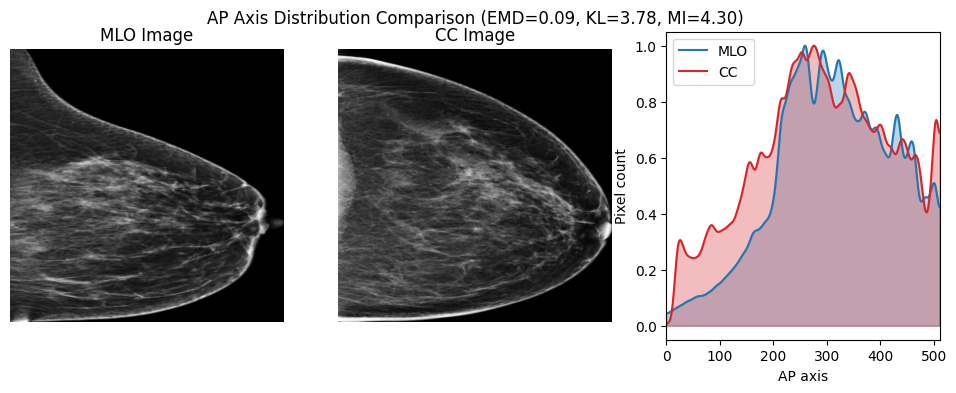 AP Axis Distribution Comparison (EMD=0.09, KL=3.78, MI=4.30)
MLO Image
CC Image
MLO
CC
Pixel count
1.0
0.8
0.6
0.4
0.2
0.0
0 100 200 300 400 500
AP axis